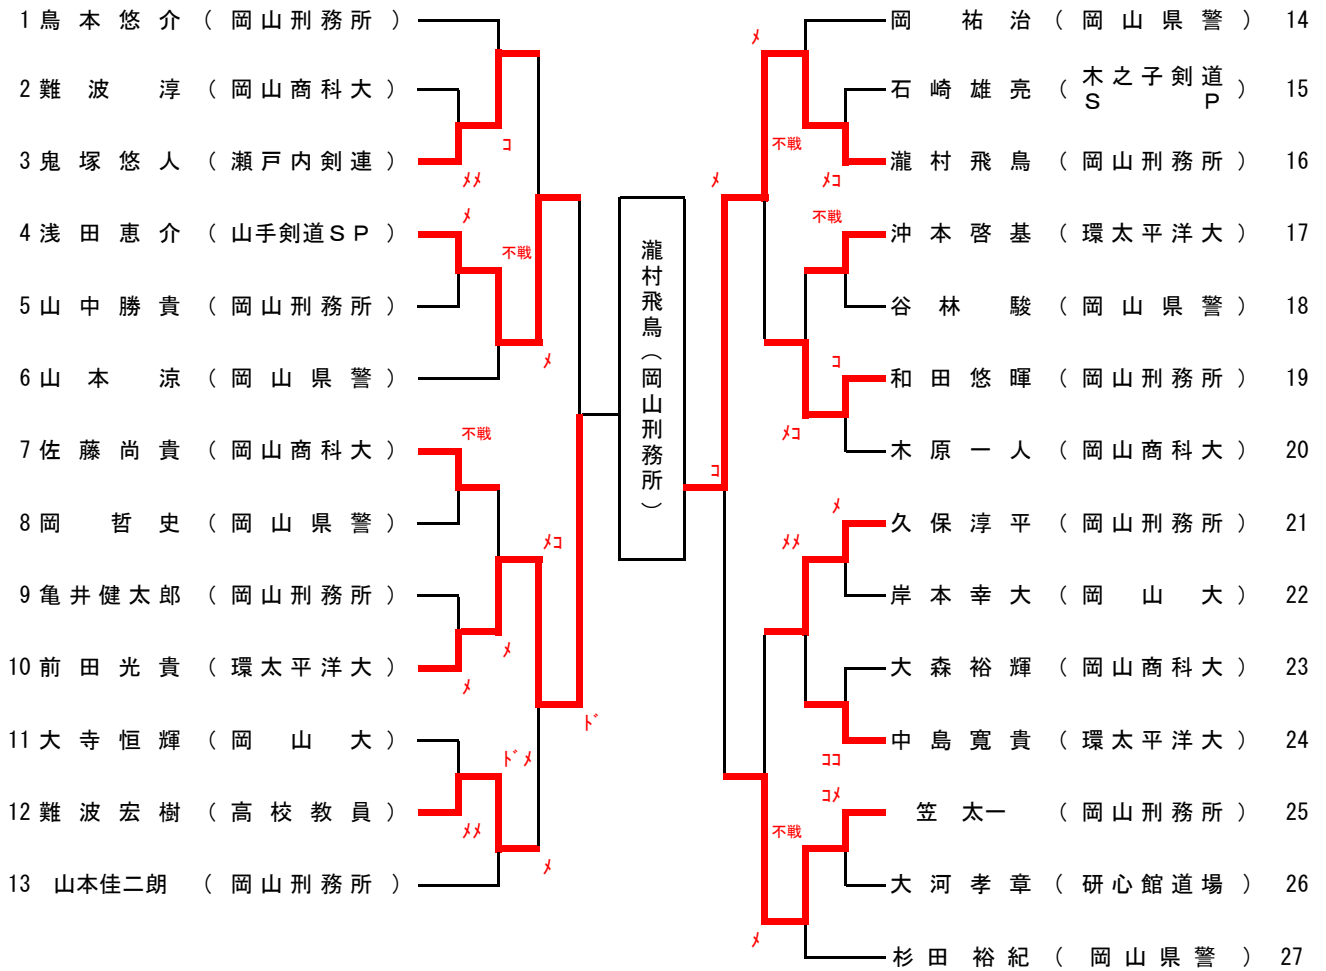 1 鳥本悠介 （岡山刑務所）
2 難波淳 （岡山商科大）
3 鬼塚悠人 （瀬戸内剣連）
4 浅田恵介 （山手剣道ＳＰ）
5 山中勝貴 （岡山刑務所）
6 山本涼 （岡山県警）
7 佐藤尚貴 （岡山商科大）
8 岡哲史 （岡山県警）
9 亀井健太郎 （岡山刑務所）
10 前田光貴 （環太平洋大）
11 大寺恒輝 （岡山大）
12 難波宏樹 （高校教員）
13 山本佳二朗 （岡山刑務所）
コ
メメ
メ
不戦
メ
不戦
メコ
メ
メ
ド
ドメ
メメ
メ
瀧村飛鳥（岡山刑務所）
メ
不戦
メコ
メ
不戦
コ
メコ
コ
メ
メメ
ココ
コメ
不戦
メ
岡祐治 （岡山県警） 14
石崎雄亮 （木之子剣道ＳＰ） 15
瀧村飛鳥 （岡山刑務所） 16
沖本啓基 （環太平洋大） 17
谷林駿 （岡山県警） 18
和田悠暉 （岡山刑務所） 19
木原一人 （岡山商科大） 20
久保淳平 （岡山刑務所） 21
岸本幸大 （岡山大） 22
大森裕輝 （岡山商科大） 23
中島寛貴 （環太平洋大） 24
笠太一 （岡山刑務所） 25
大河孝章 （研心館道場） 26
杉田裕紀 （岡山県警） 27